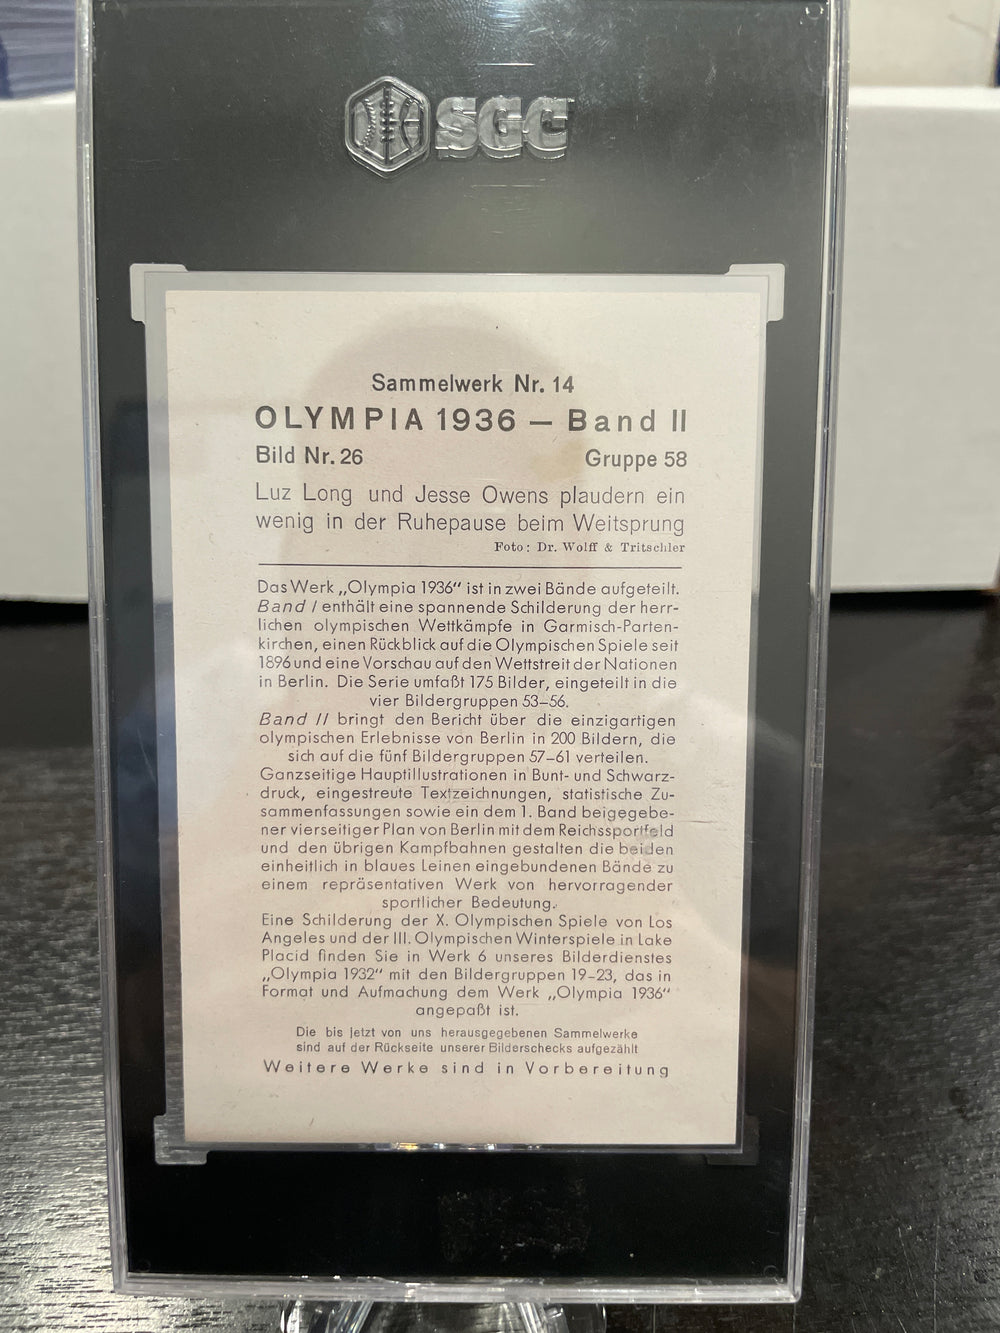 SGC
Sammelwerk Nr. 14
OLYMPIA 1936 — Band II
Bild Nr. 26 Gruppe 58
Luz Long und Jesse Owens plaudern ein
wenig in der Ruhepause beim Weitsprung
Foto: Dr. Wolff & Tritschler
Das Werk „Olympia 1936“ ist in zwei Bände aufgeteilt.
Band I enthält eine spannende Schilderung der herr-
lichen olympischen Wettkämpfe in Garmisch-Parten-
kirchen, einen Rückblick auf die Olympischen Spiele seit
1896 und eine Vorschau auf den Wettstreit der Nationen
in Berlin. Die Serie umfaßt 175 Bilder, eingeteilt in die
vier Bildergruppen 53–56.
Band II bringt den Bericht über die einzigartigen
olympischen Erlebnisse von Berlin in 200 Bildern, die
sich auf die fünf Bildergruppen 57–61 verteilen.
Ganzseitige Hauptillustrationen in Bunt- und Schwarz-
druck, eingestreute Textzeichnungen, statistische Zu-
sammenfassungen sowie ein dem 1. Band beigegebe-
ner vierseitiger Plan von Berlin mit dem Reichssportfeld
und den übrigen Kampfbahnen gestalten die beiden
einheitlich in blaues Leinen eingebundenen Bände zu
einem repräsentativen Werk von hervorragender
sportlicher Bedeutung.
Eine Schilderung der X. Olympischen Spiele von Los
Angeles und der III. Olympischen Winterspiele in Lake
Placid finden Sie in Werk 6 unseres Bilderdienstes
„Olympia 1932“ mit den Bildergruppen 19–23, das in
Format und Aufmachung dem Werk „Olympia 1936“
angepaßt ist.
Die bis jetzt von uns herausgegebenen Sammelwerke
sind auf der Rückseite unserer Bilderschecks aufgezählt
Weitere Werke sind in Vorbereitung